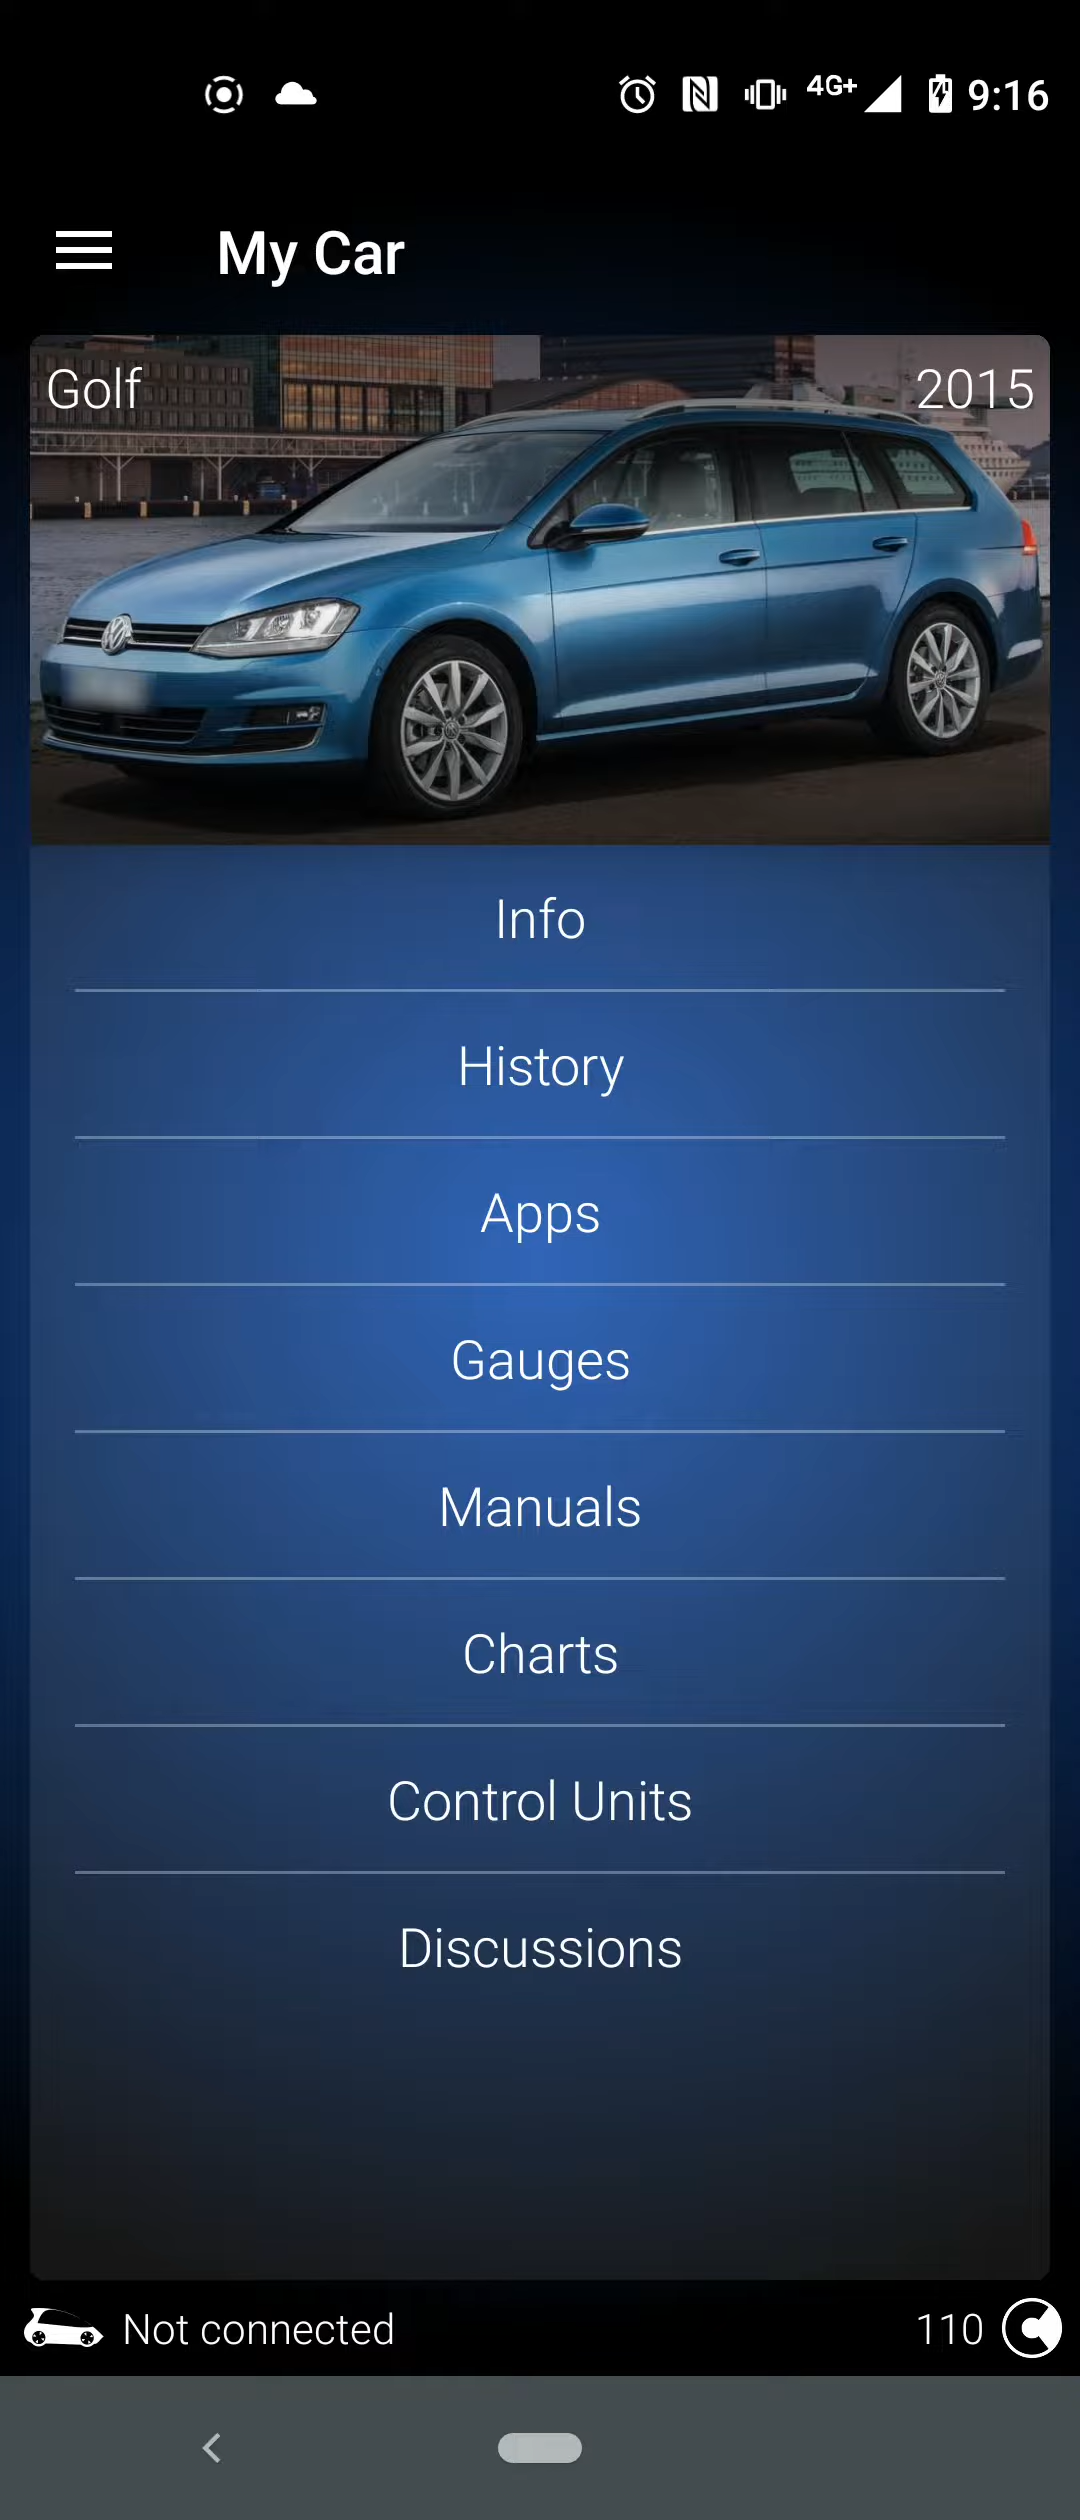 4G+ 9:16
My Car
Golf 2015
Info
History
Apps
Gauges
Manuals
Charts
Control Units
Discussions
Not connected 110